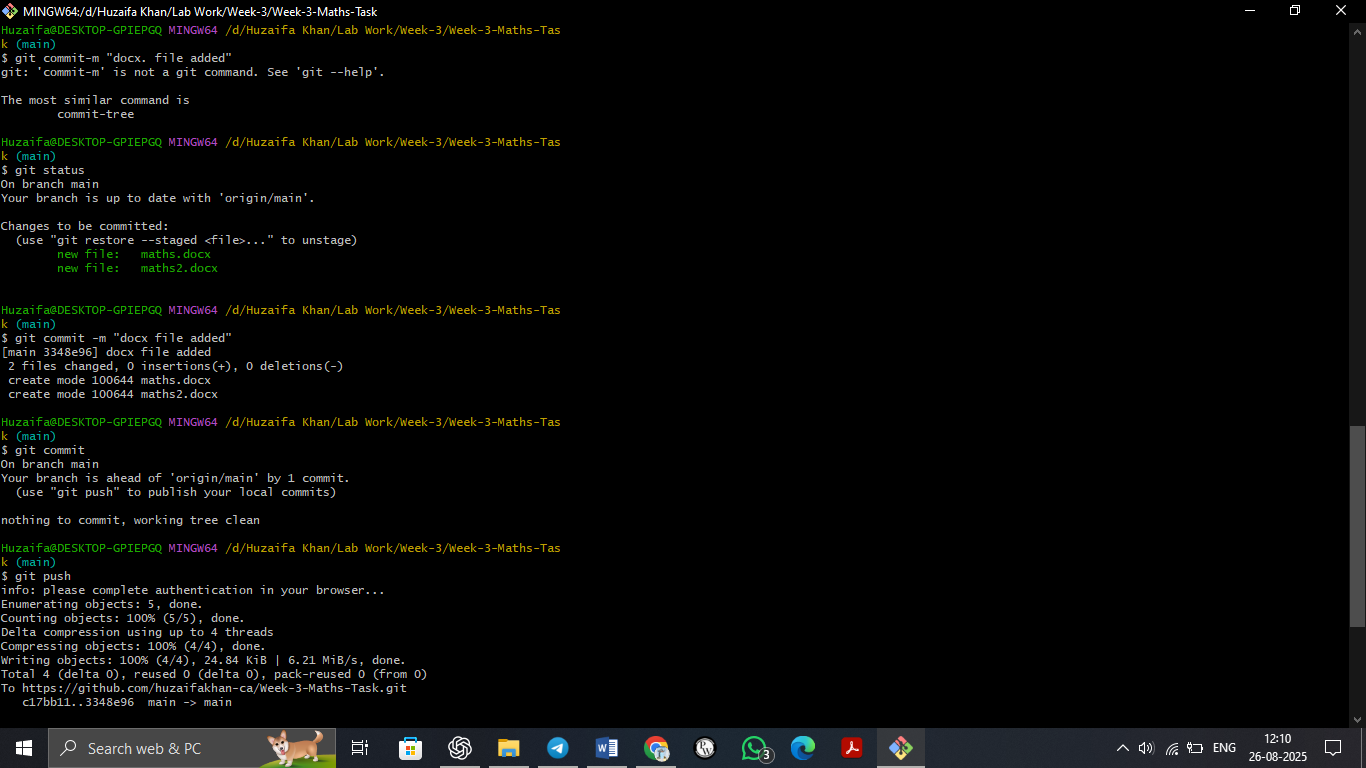 MINGW64:/d/Huzaifa Khan/Lab Work/Week-3/Week-3-Maths-Task
Huzaifa@DESKTOP-GPIEPGQ MINGW64 /d/Huzaifa Khan/Lab Work/Week-3/Week-3-Maths-Tas
k (main)
$ git commit-m "docx. file added"
git: 'commit-m' is not a git command. See 'git --help'.
The most similar command is
commit-tree
Huzaifa@DESKTOP-GPIEPGQ MINGW64 /d/Huzaifa Khan/Lab Work/Week-3/Week-3-Maths-Tas
k (main)
$ git status
On branch main
Your branch is up to date with 'origin/main'.
Changes to be committed:
(use "git restore --staged <file>..." to unstage)
new file:   maths.docx
new file:   maths2.docx
Huzaifa@DESKTOP-GPIEPGQ MINGW64 /d/Huzaifa Khan/Lab Work/Week-3/Week-3-Maths-Tas
k (main)
$ git commit -m "docx file added"
[main 3348e96] docx file added
2 files changed, 0 insertions(+), 0 deletions(-)
create mode 100644 maths.docx
create mode 100644 maths2.docx
Huzaifa@DESKTOP-GPIEPGQ MINGW64 /d/Huzaifa Khan/Lab Work/Week-3/Week-3-Maths-Tas
k (main)
$ git commit
On branch main
Your branch is ahead of 'origin/main' by 1 commit.
(use "git push" to publish your local commits)
nothing to commit, working tree clean
Huzaifa@DESKTOP-GPIEPGQ MINGW64 /d/Huzaifa Khan/Lab Work/Week-3/Week-3-Maths-Tas
k (main)
$ git push
info: please complete authentication in your browser...
Enumerating objects: 5, done.
Counting objects: 100% (5/5), done.
Delta compression using up to 4 threads
Compressing objects: 100% (4/4), done.
Writing objects: 100% (4/4), 24.84 KiB | 6.21 MiB/s, done.
Total 4 (delta 0), reused 0 (delta 0), pack-reused 0 (from 0)
To https://github.com/huzaifakhan-ca/Week-3-Maths-Task.git
c17bb11..3348e96  main -> main
Search web & PC
W
PW
3
ENG
12:10
26-08-2025